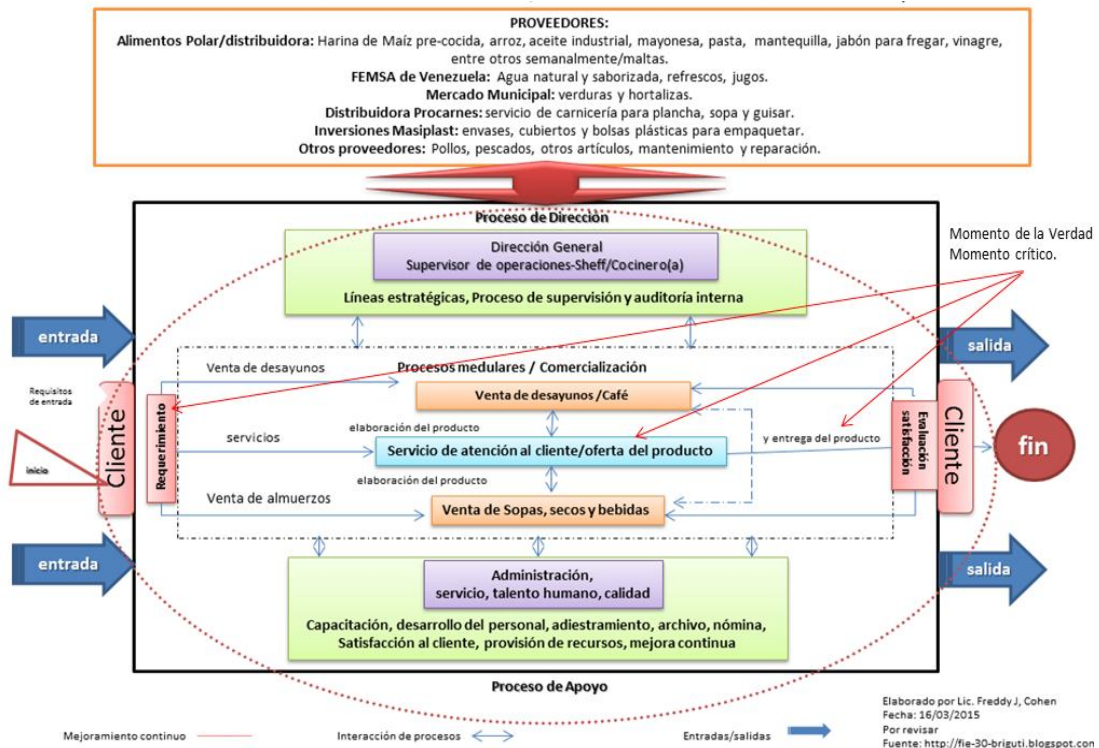 PROVEEDORES:
Alimentos Polar/distribuidora: Harina de Maíz pre-cocida, arroz, aceite industrial, mayonesa, pasta, mantequilla, jabón para fregar, vinagre,
entre otros semanalmente/maltas.
FEMSA de Venezuela: Agua natural y saborizada, refrescos, jugos.
Mercado Municipal: verduras y hortalizas.
Distribuidora Procarnes: servicio de carnicería para plancha, sopa y guisar.
Inversiones Masiplast: envases, cubiertos y bolsas plásticas para empaquetar.
Otros proveedores: Pollos, pescados, otros artículos, mantenimiento y reparación.
Proceso de Dirección
Dirección General
Supervisor de operaciones-Sheff/Cocinero(a)
Líneas estratégicas, Proceso de supervisión y auditoría interna
Momento de la Verdad
Momento crítico.
entrada
salida
Requisitos
de entrada
inicio
Cliente
Requerimiento
Procesos medulares / Comercialización
Venta de desayunos
Venta de desayunos /Café
elaboración del producto
servicios
Servicio de atención al cliente/oferta del producto
y entrega del producto
elaboración del producto
Venta de almuerzos
Venta de Sopas, secos y bebidas
Evaluación
satisfacción
Cliente
fin
entrada
salida
Administración,
servicio, talento humano, calidad
Capacitación, desarrollo del personal, adiestramiento, archivo, nómina,
Satisfacción al cliente, provisión de recursos, mejora continua
Proceso de Apoyo
Mejoramiento continuo
Interacción de procesos
Entradas/salidas
Elaborado por Lic. Freddy J, Cohen
Fecha: 16/03/2015
Por revisar
Fuente: http://fie-30-briguti.blogspot.com